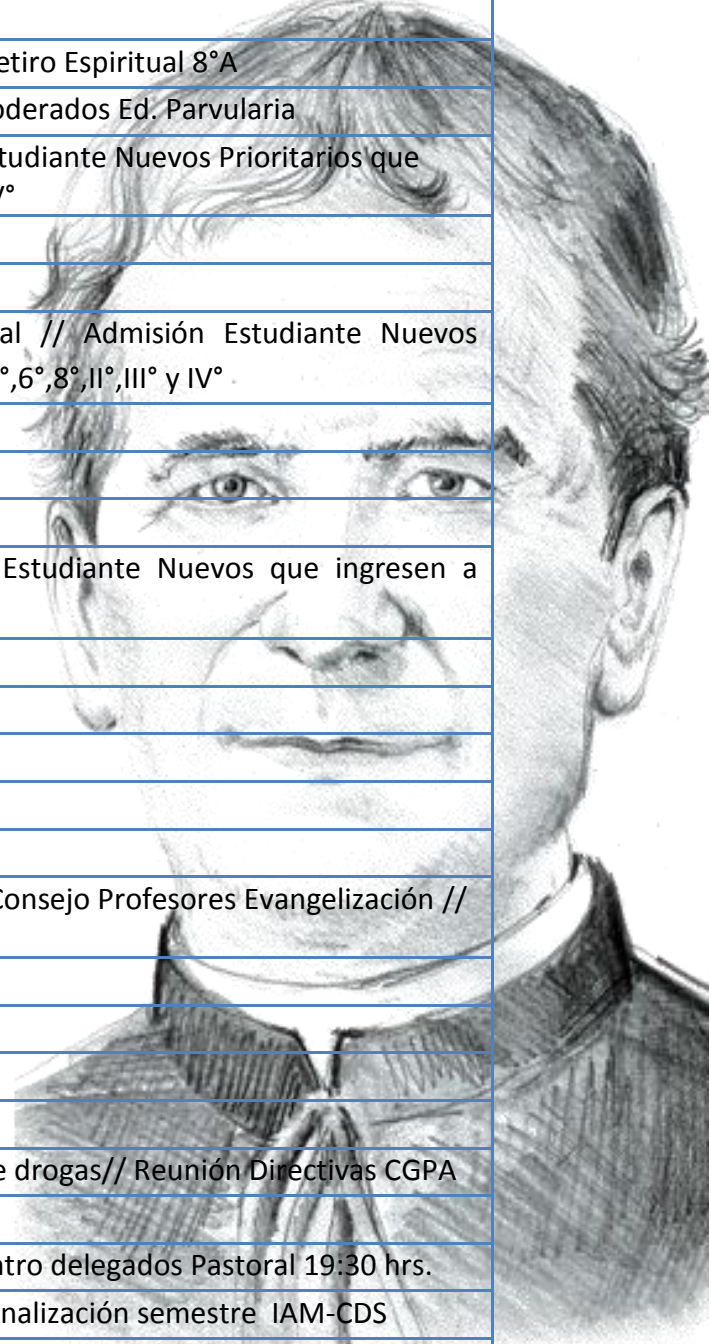 etiro Espiritual 8°A
oderados Ed. Parvularia
tudiante Nuevos Prioritarios que
/°
al // Admisión Estudiante Nuevos
°,6°,8°,II°,III° y IV°
Estudiante Nuevos que ingresen a
Consejo Profesores Evangelización //
e drogas// Reunión Directivas CGPA
ntro delegados Pastoral 19:30 hrs.
nalización semestre IAM-CDS